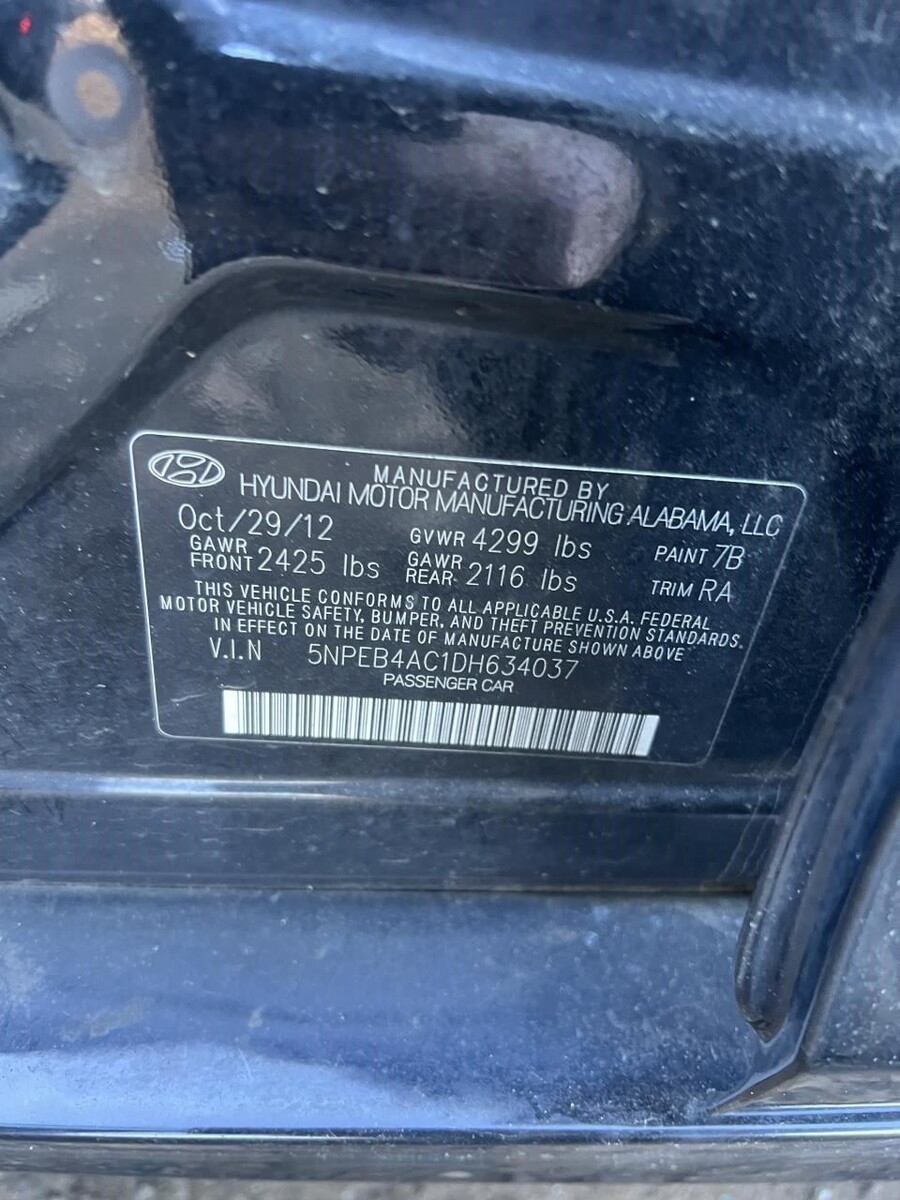 MANUFACTURED BY
HYUNDAI MOTOR MANUFACTURING ALABAMA, LLC
Oct/29/12 GVWR 4299 lbs PAINT 7B
GAWR FRONT 2425 lbs GAWR REAR 2116 lbs TRIM RA
THIS VEHICLE CONFORMS TO ALL APPLICABLE U.S.A. FEDERAL
MOTOR VEHICLE SAFETY, BUMPER, AND THEFT PREVENTION STANDARDS.
IN EFFECT ON THE DATE OF MANUFACTURE SHOWN ABOVE
V.I.N 5NPEB4AC1DH634037
PASSENGER CAR